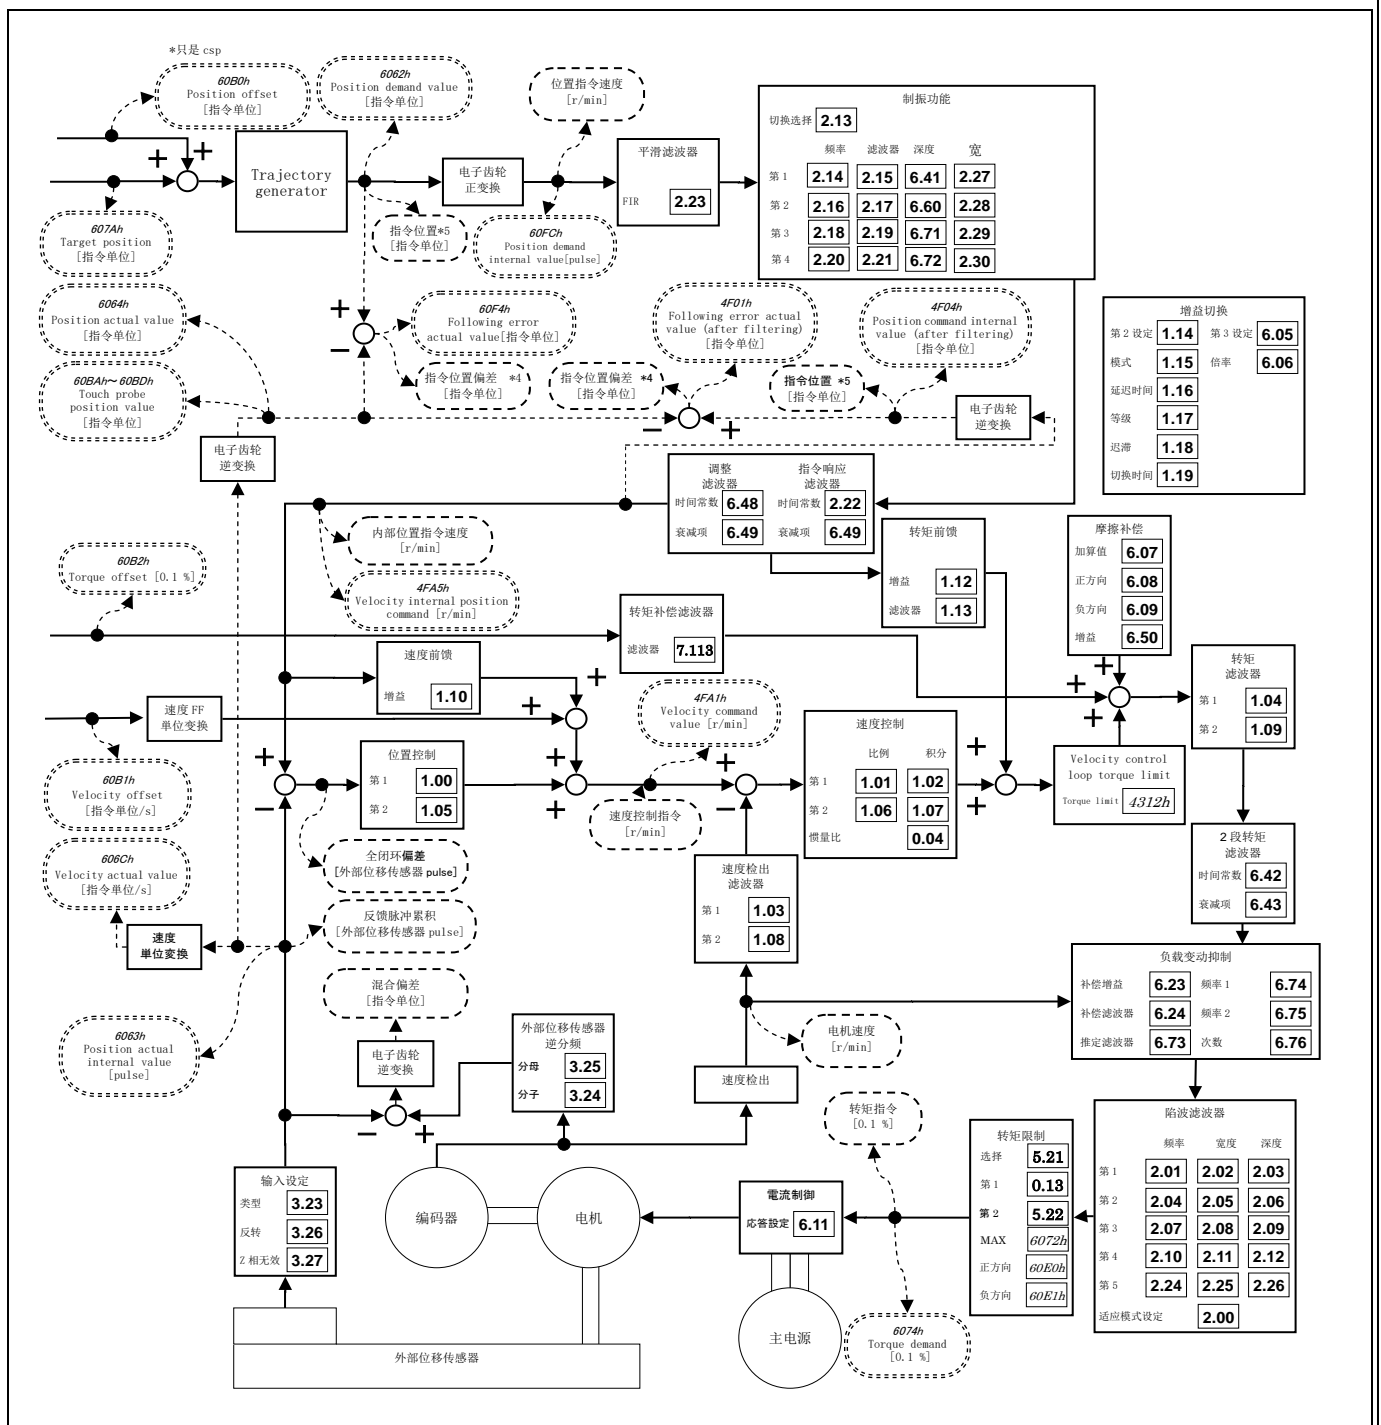 *只是 csp
60B0h
Position offset
[指令单位]
6062h
Position demand value
[指令单位]
位置指令速度
[r/min]
制振功能
切换选择 2.13
频率 滤波器 深度 宽
第 1 2.14 2.15 6.41 2.27
第 2 2.16 2.17 6.60 2.28
第 3 2.18 2.19 6.71 2.29
第 4 2.20 2.21 6.72 2.30
+ +
Trajectory
generator
电子齿轮
正变换
平滑滤波器
FIR 2.23
607Ah
Target position
[指令单位]
指令位置*5
[指令单位]
60FCh
Position demand
internal value[pulse]
6064h
Position actual value
[指令单位]
+
−
60F4h
Following error
actual value[指令单位]
4F01h
Following error actual
value (after filtering)
[指令单位]
4F04h
Position command internal
value (after filtering)
[指令单位]
增益切换
第 2 设定 1.14 第 3 设定 6.05
模式 1.15 倍率 6.06
延迟时间 1.16
等级 1.17
迟滞 1.18
切换时间 1.19
60BAh～60BDh
Touch probe
position value
[指令单位]
指令位置偏差 *4
[指令单位]
指令位置偏差 *4
[指令单位]
指令位置 *5
[指令单位]
− +
电子齿轮
逆变换
电子齿轮
逆变换
调整
滤波器
指令响应
滤波器
时间常数 6.48 时间常数 2.22
衰减项 6.49 衰减项 6.49
内部位置指令速度
[r/min]
转矩前馈
增益 1.12
滤波器 1.13
摩擦补偿
加算值 6.07
正方向 6.08
负方向 6.09
增益 6.50
60B2h
Torque offset [0.1 %]
4FA5h
Velocity internal position
command [r/min]
转矩补偿滤波器
滤波器 7.113
速度前馈
增益 1.10
+
+
+
+
+
转矩
滤波器
第 1 1.04
第 2 1.09
4FA1h
Velocity command
value [r/min]
速度 FF
単位変换
60B1h
Velocity offset
[指令単位/s]
+
−
位置控制
第 1 1.00
第 2 1.05
+
+
+
−
速度控制
比例 积分
第 1 1.01 1.02
第 2 1.06 1.07
惯量比 0.04
+
+
Velocity control
loop torque limit
Torque limit 4312h
速度控制指令
[r/min]
2 段转矩
滤波器
时间常数 6.42
衰减项 6.43
606Ch
Velocity actual value
[指令単位/s]
全闭环偏差
[外部位移传感器 pulse]
速度检出
滤波器
第 1 1.03
第 2 1.08
反馈脉冲累积
[外部位移传感器 pulse]
速度
単位変換
负载变动抑制
补偿增益 6.23 频率 1 6.74
补偿滤波器 6.24 频率 2 6.75
推定滤波器 6.73 次数 6.76
混合偏差
[指令单位]
6063h
Position actual
internal value
[pulse]
电子齿轮
逆变换
外部位移传感器
逆分频
分母 3.25
分子 3.24
电机速度
[r/min]
速度检出
− +
转矩指令
[0.1 %]
转矩限制
选择 5.21
第 1 0.13
第 2 5.22
MAX 6072h
正方向 60E0h
负方向 60E1h
陷波滤波器
频率 宽度 深度
第 1 2.01 2.02 2.03
第 2 2.04 2.05 2.06
第 3 2.07 2.08 2.09
第 4 2.10 2.11 2.12
第 5 2.24 2.25 2.26
适应模式设定 2.00
输入设定
类型 3.23
反转 3.26
Z 相无效 3.27
编码器
电机
電流制御
応答設定 6.11
主电源
6074h
Torque demand
[0.1 %]
外部位移传感器